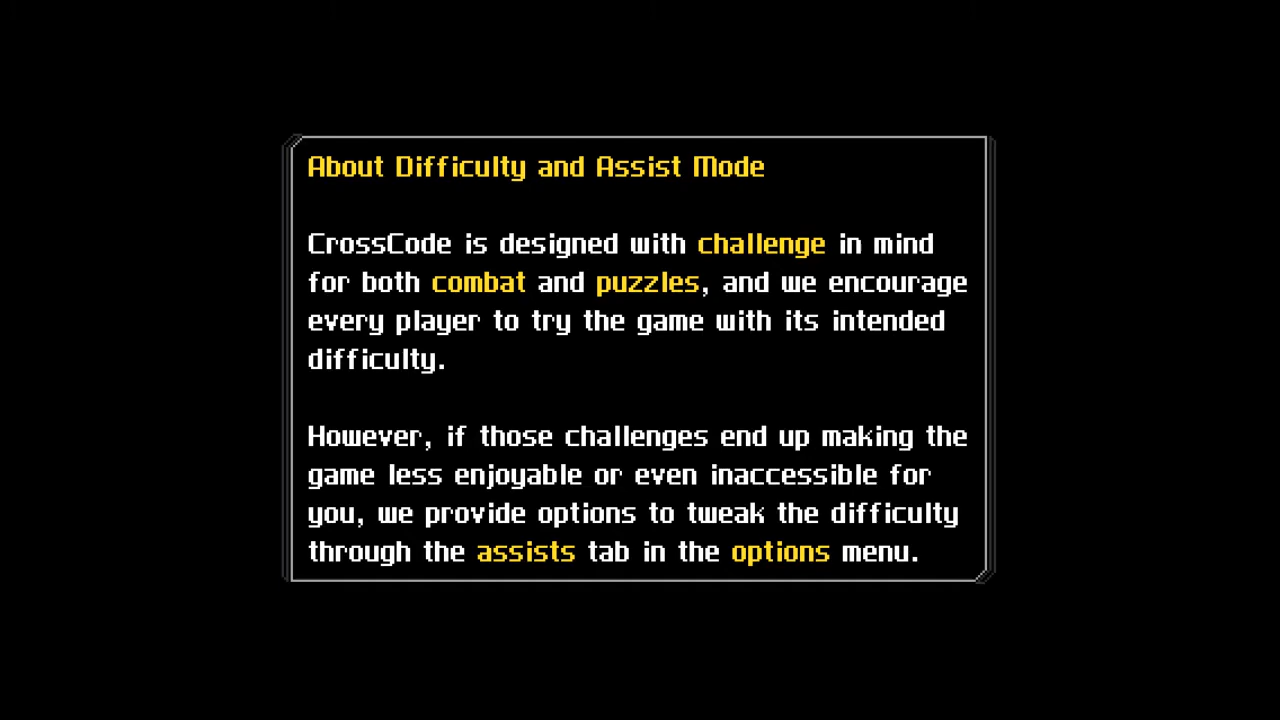 About Difficulty and Assist Mode
CrossCode is designed with challenge in mind
for both combat and puzzles, and we encourage
every player to try the game with its intended
difficulty.
However, if those challenges end up making the
game less enjoyable or even inaccessible for
you, we provide options to tweak the difficulty
through the assists tab in the options menu.